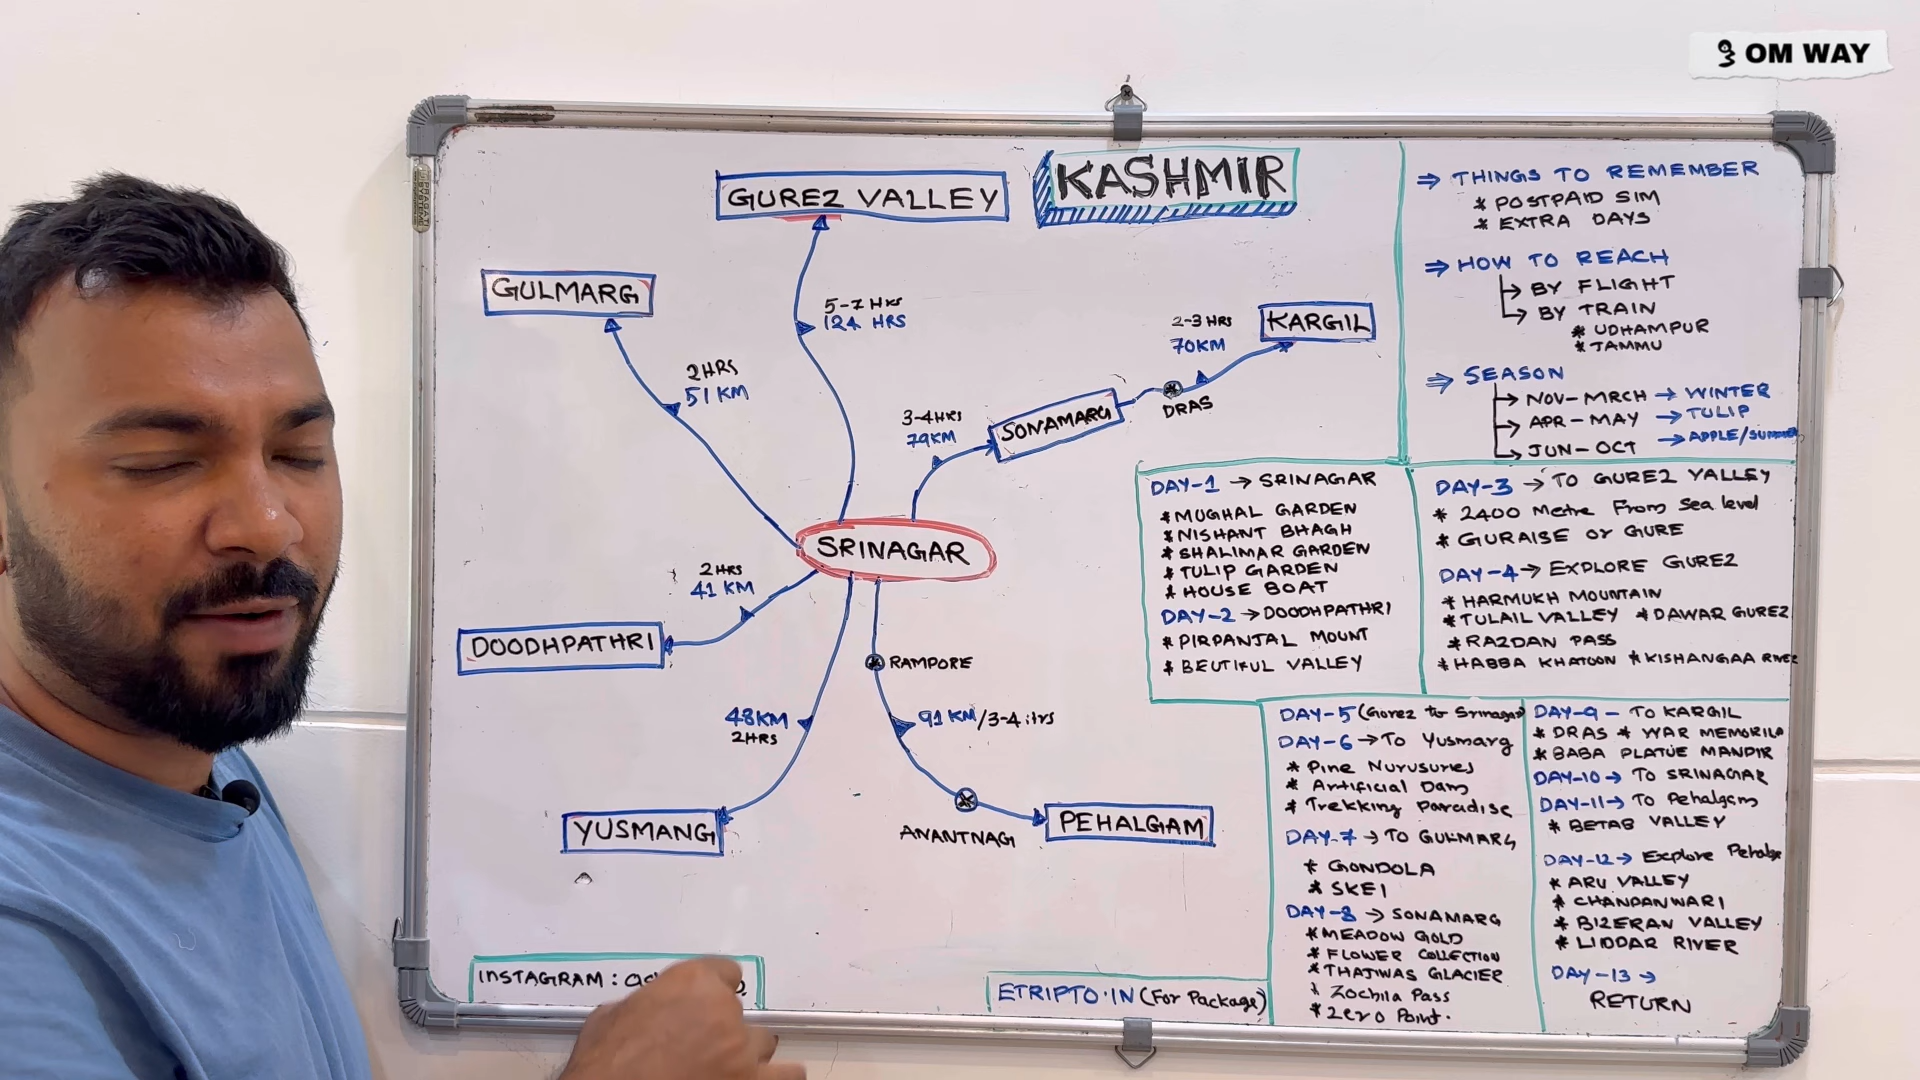 OM WAY
KASHMIR
GUREZ VALLEY
GULMARG
5-7 Hrs
124 HRS
2HRS
51 KM
2-3 HRS
70KM
KARGIL
DRAS
3-4HRS
79KM
SONAMARG
SRINAGAR
2HRS
41 KM
DOODHPATHRI
RAMPORE
48KM
2HRS
91 KM/3-4
YUSMANG
ANANTNAG
PEHALGAM
INSTAGRAM:
ETRIPTO.IN (For Package)
⇒ THINGS TO REMEMBER
* POSTPAID SIM
* EXTRA DAYS
⇒ HOW TO REACH
→ BY FLIGHT
→ BY TRAIN
* UDHAMPUR
* JAMMU
⇒ SEASON
→ NOV-MRCH → WINTER
→ APR-MAY → TULIP
→ JUN-OCT → APPLE/SUMMER
DAY-1 → SRINAGAR
* MUGHAL GARDEN
* NISHANT BHAGH
* SHALIMAR GARDEN
* TULIP GARDEN
* HOUSE BOAT
DAY-2 → DOODHPATHRI
* PIRPANJAL MOUNT
* BEUTIFUL VALLEY
DAY-3 → TO GUREZ VALLEY
* 2400 Metre From Sea level
* GURAISE or GURE
DAY-4 → EXPLORE GUREZ
* HARMUKH MOUNTAIN
* TULAIL VALLEY * DAWAR GUREZ
* RAZDAN PASS
* HABBA KHATOON * KISHANGAA RIVER
DAY-5 (Gurez to Srinagar)
DAY-6 → To Yusmarg
* Pine Nurusuries
* Artificial Dam
* Trekking Paradise
DAY-7 → TO GULMARG
* GONDOLA
* SKEI
DAY-8 → SONAMARG
* MEADOW GOLD
* FLOWER COLLECTION
* THAJIWAS GLACIER
* Zochila Pass
* Zero Point.
DAY-9 - TO KARGIL
* DRAS * WAR MEMORILA
* BABA PLATUE MANDIR
DAY-10 → TO SRINAGAR
DAY-11 → To Pehalgam
* BETAB VALLEY
DAY-12 → Explore
* ARU VALLEY
* CHANDANWARI
* BIZERAN VALLEY
* LIDDAR RIVER
DAY-13 →
RETURN